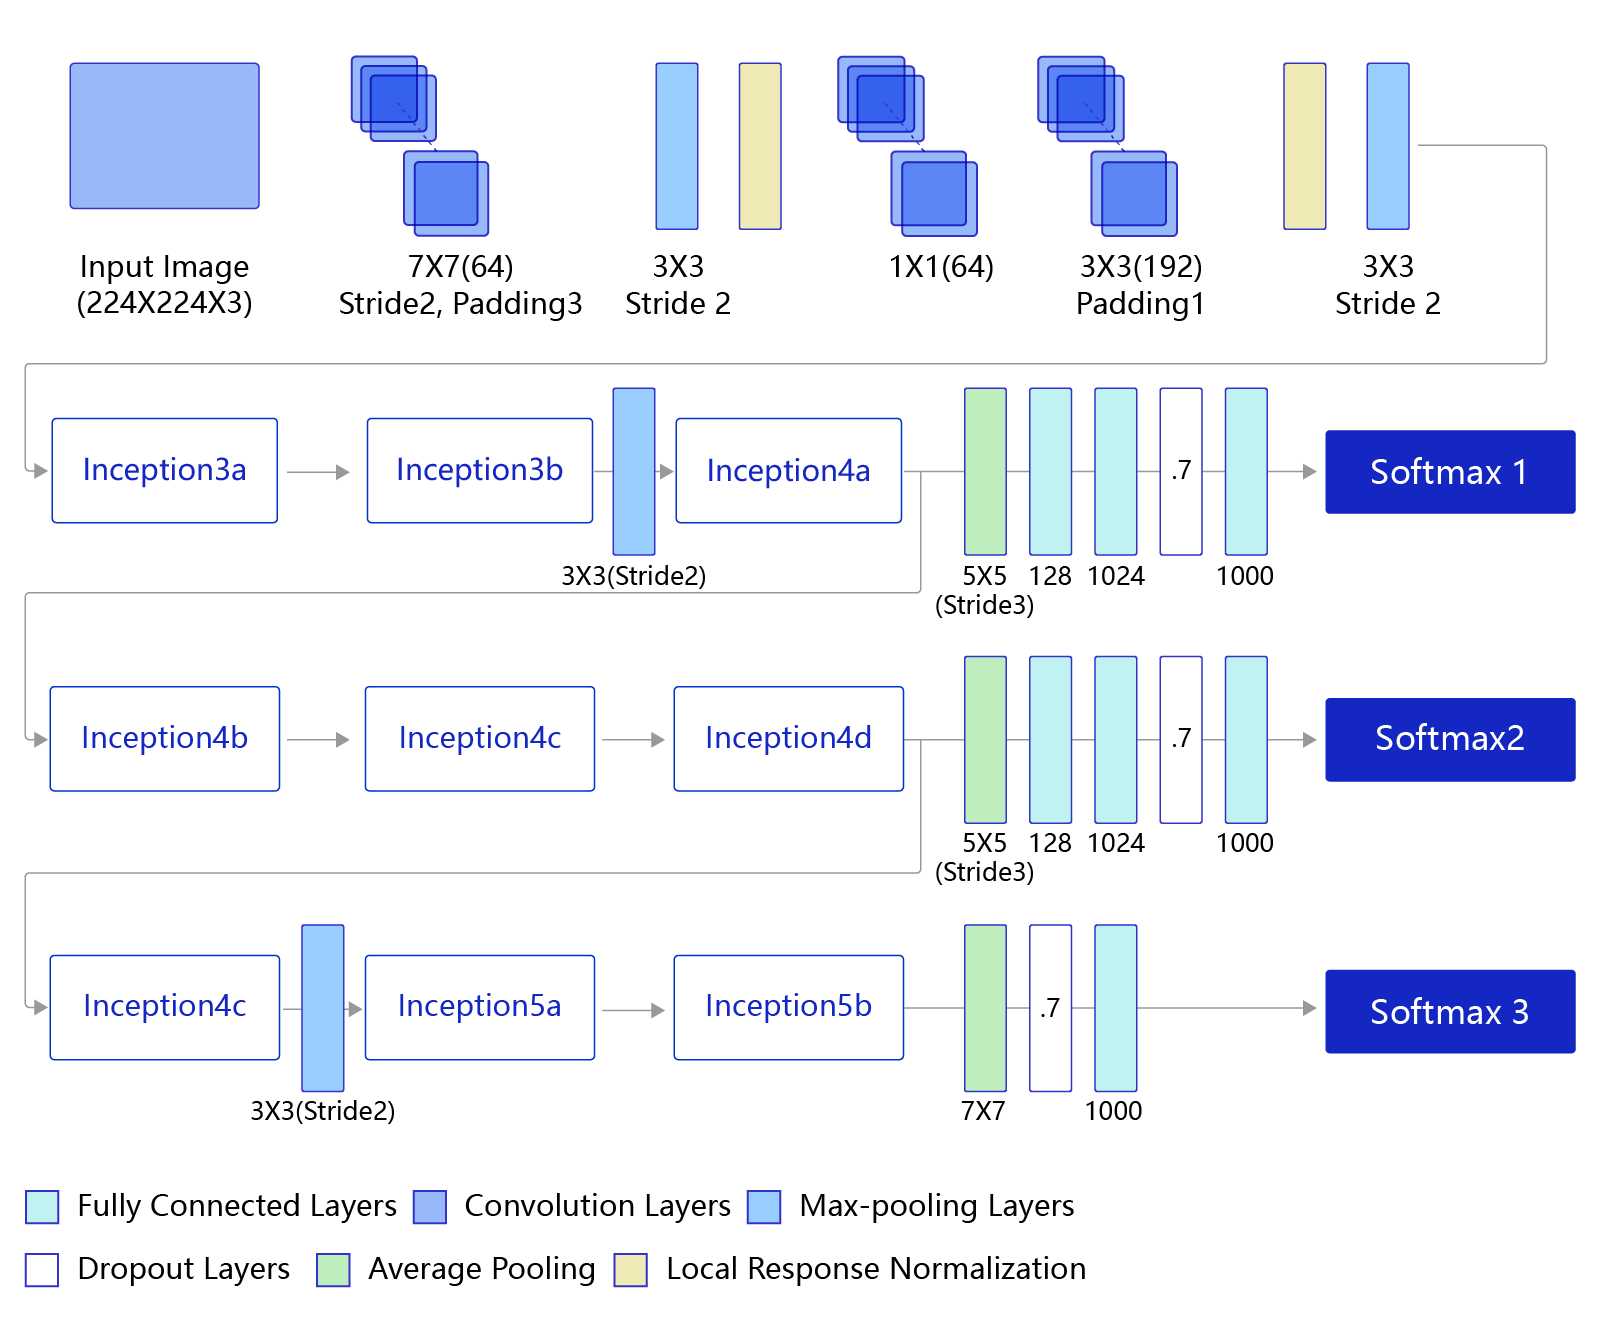 Input Image
(224X224X3)
7X7(64)
Stride2, Padding3
3X3
Stride 2
1X1(64)
3X3(192)
Padding1
3X3
Stride 2
Inception3a
Inception3b
3X3(Stride2)
Inception4a
5X5
(Stride3)
128
1024
.7
1000
Softmax 1
Inception4b
Inception4c
Inception4d
5X5
(Stride3)
128
1024
.7
1000
Softmax2
Inception4c
3X3(Stride2)
Inception5a
Inception5b
7X7
.7
1000
Softmax 3
Fully Connected Layers
Convolution Layers
Max-pooling Layers
Dropout Layers
Average Pooling
Local Response Normalization